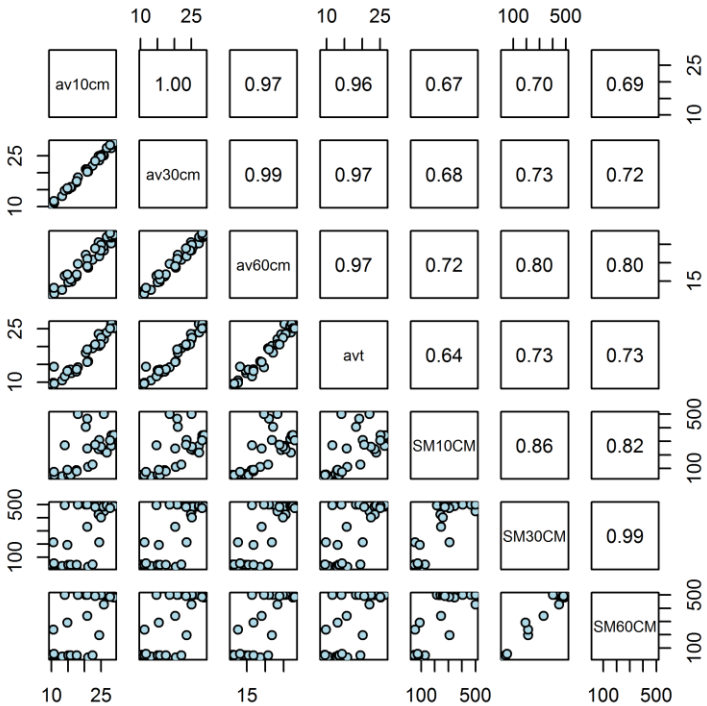 10 25 10 25 100 500
av10cm 1.00 0.97 0.96 0.67 0.70 0.69 10 25
10 25 av30cm 0.99 0.97 0.68 0.73 0.72
av60cm 0.97 0.72 0.80 0.80 15
10 25 avt 0.64 0.73 0.73
SM10CM 0.86 0.82 100 500
100 500 SM30CM 0.99
SM60CM 100 500
10 25 15 100 500 100 500